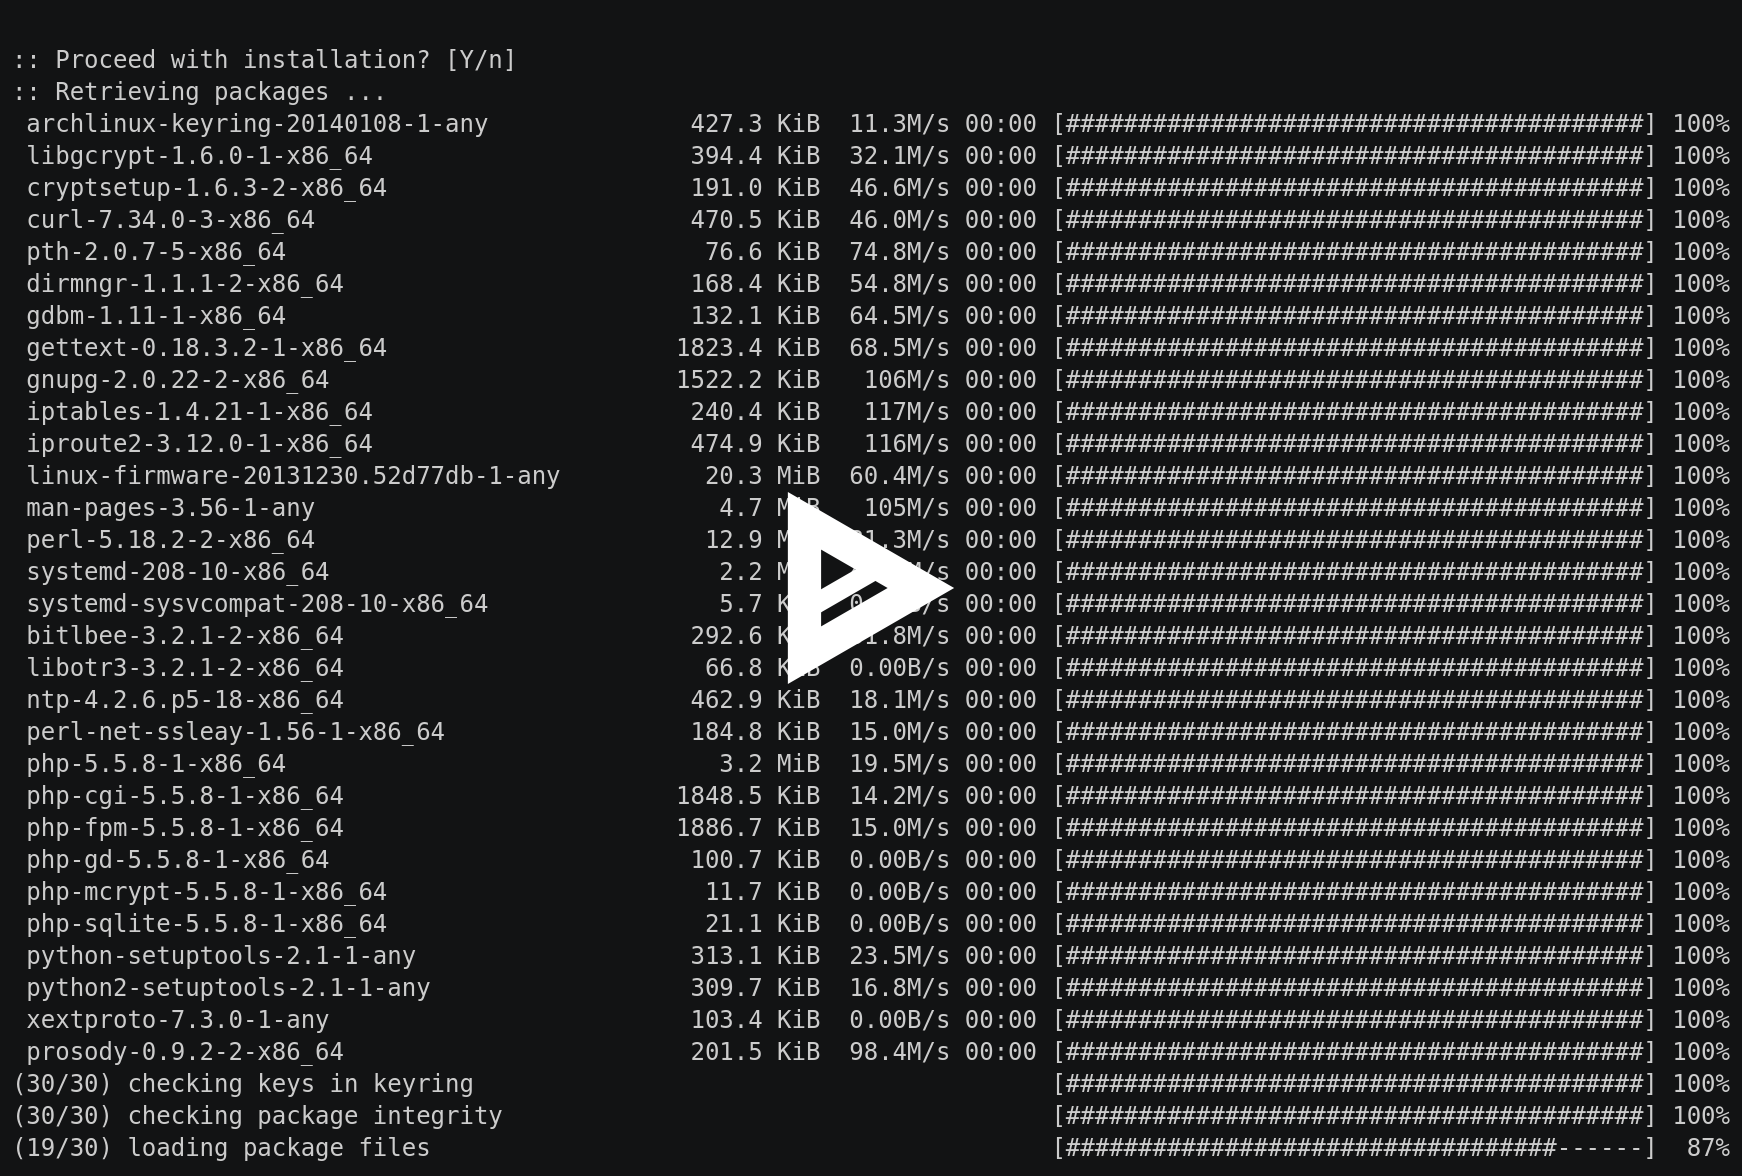 :: Proceed with installation? [Y/n]
:: Retrieving packages ...
archlinux-keyring-20140108-1-any 427.3 KiB 11.3M/s 00:00 [########################################] 100%
libgcrypt-1.6.0-1-x86_64 394.4 KiB 32.1M/s 00:00 [########################################] 100%
cryptsetup-1.6.3-2-x86_64 191.0 KiB 46.6M/s 00:00 [########################################] 100%
curl-7.34.0-3-x86_64 470.5 KiB 46.0M/s 00:00 [########################################] 100%
pth-2.0.7-5-x86_64 76.6 KiB 74.8M/s 00:00 [########################################] 100%
dirmngr-1.1.1-2-x86_64 168.4 KiB 54.8M/s 00:00 [########################################] 100%
gdbm-1.11-1-x86_64 132.1 KiB 64.5M/s 00:00 [########################################] 100%
gettext-0.18.3.2-1-x86_64 1823.4 KiB 68.5M/s 00:00 [########################################] 100%
gnupg-2.0.22-2-x86_64 1522.2 KiB 106M/s 00:00 [########################################] 100%
iptables-1.4.21-1-x86_64 240.4 KiB 117M/s 00:00 [########################################] 100%
iproute2-3.12.0-1-x86_64 474.9 KiB 116M/s 00:00 [########################################] 100%
linux-firmware-20131230.52d77db-1-any 20.3 MiB 60.4M/s 00:00 [########################################] 100%
man-pages-3.56-1-any 4.7 MiB 105M/s 00:00 [########################################] 100%
perl-5.18.2-2-x86_64 12.9 00:00 [########################################] 100%
systemd-208-10-x86_64 2.2 00:00 [########################################] 100%
systemd-sysvcompat-208-10-x86_64 5.7 00:00 [########################################] 100%
bitlbee-3.2.1-2-x86_64 292.6 00:00 [########################################] 100%
libotr3-3.2.1-2-x86_64 66.8 KiB 0.00B/s 00:00 [########################################] 100%
ntp-4.2.6.p5-18-x86_64 462.9 KiB 18.1M/s 00:00 [########################################] 100%
perl-net-ssleay-1.56-1-x86_64 184.8 KiB 15.0M/s 00:00 [########################################] 100%
php-5.5.8-1-x86_64 3.2 MiB 19.5M/s 00:00 [########################################] 100%
php-cgi-5.5.8-1-x86_64 1848.5 KiB 14.2M/s 00:00 [########################################] 100%
php-fpm-5.5.8-1-x86_64 1886.7 KiB 15.0M/s 00:00 [########################################] 100%
php-gd-5.5.8-1-x86_64 100.7 KiB 0.00B/s 00:00 [########################################] 100%
php-mcrypt-5.5.8-1-x86_64 11.7 KiB 0.00B/s 00:00 [########################################] 100%
php-sqlite-5.5.8-1-x86_64 21.1 KiB 0.00B/s 00:00 [########################################] 100%
python-setuptools-2.1-1-any 313.1 KiB 23.5M/s 00:00 [########################################] 100%
python2-setuptools-2.1-1-any 309.7 KiB 16.8M/s 00:00 [########################################] 100%
xextproto-7.3.0-1-any 103.4 KiB 0.00B/s 00:00 [########################################] 100%
prosody-0.9.2-2-x86_64 201.5 KiB 98.4M/s 00:00 [########################################] 100%
(30/30) checking keys in keyring [########################################] 100%
(30/30) checking package integrity [########################################] 100%
(19/30) loading package files [##################################------] 87%